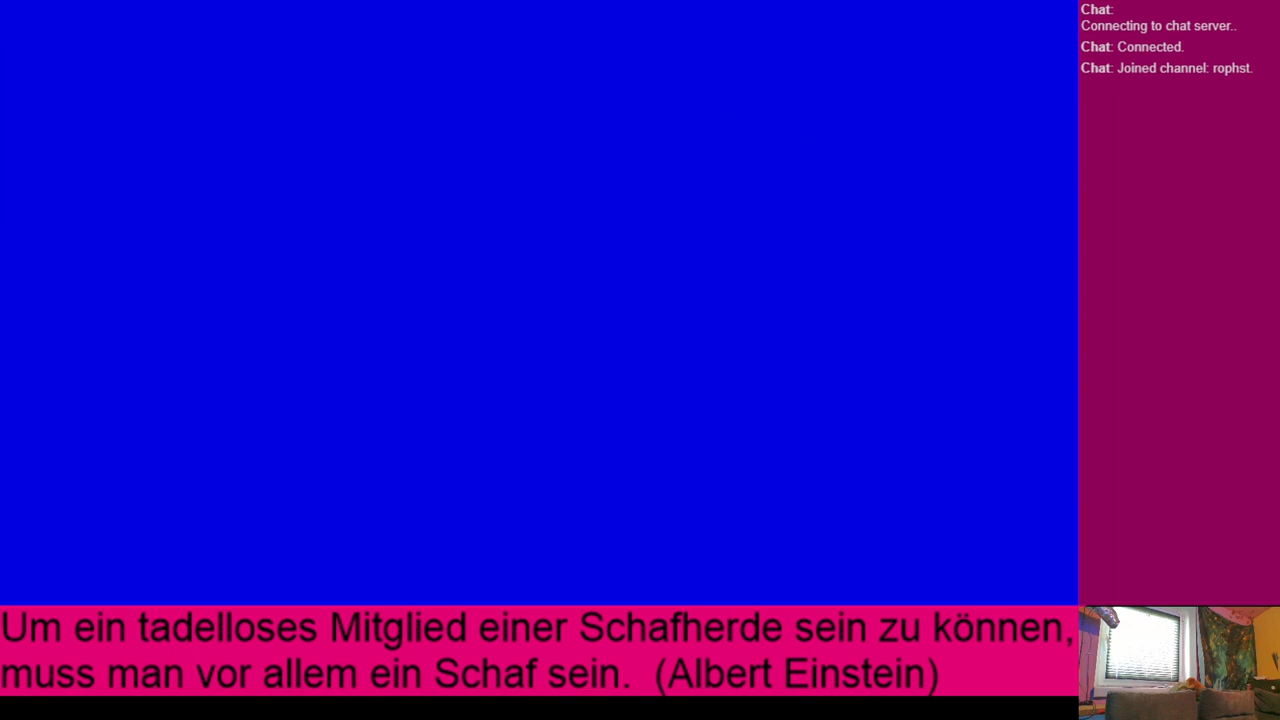 Chat:
Connecting to chat server..
Chat: Connected.
Chat: Joined channel: rophst.
Um ein tadelloses Mitglied einer Schafherde sein zu können,
muss man vor allem ein Schaf sein.  (Albert Einstein)